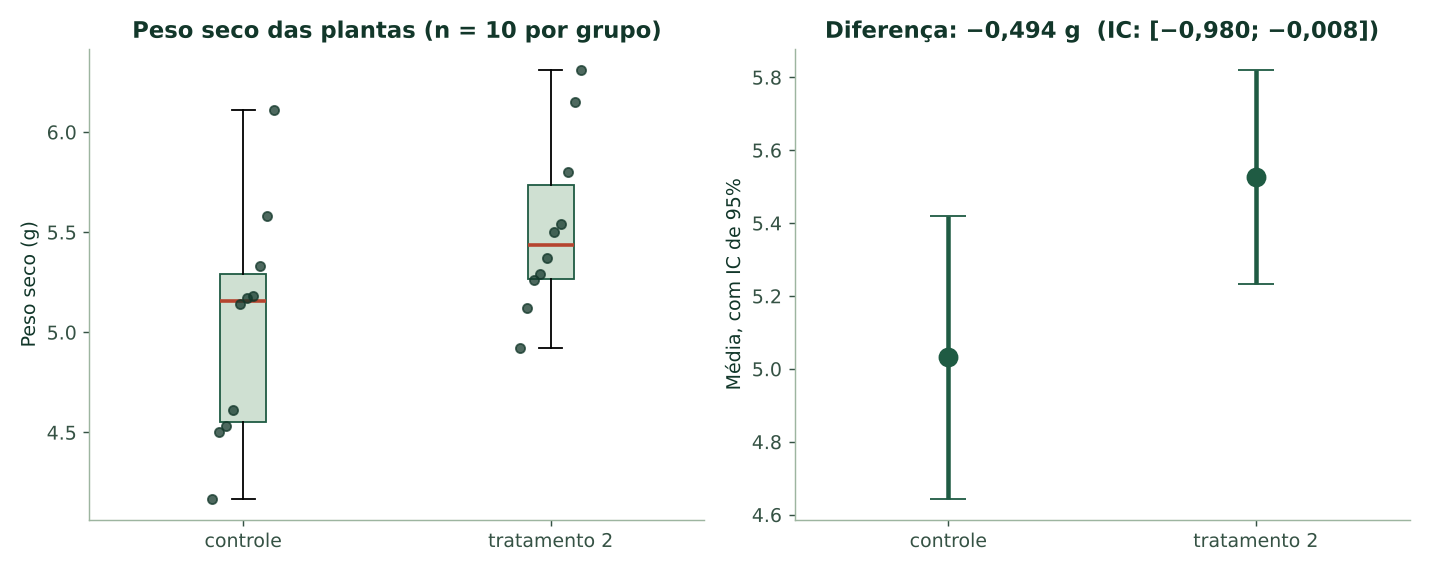 Peso seco das plantas (n = 10 por grupo)
Peso seco (g)
6.0
5.5
5.0
4.5
controle
tratamento 2
Diferença: −0,494 g  (IC: [−0,980; −0,008])
Média, com IC de 95%
5.8
5.6
5.4
5.2
5.0
4.8
4.6
controle
tratamento 2